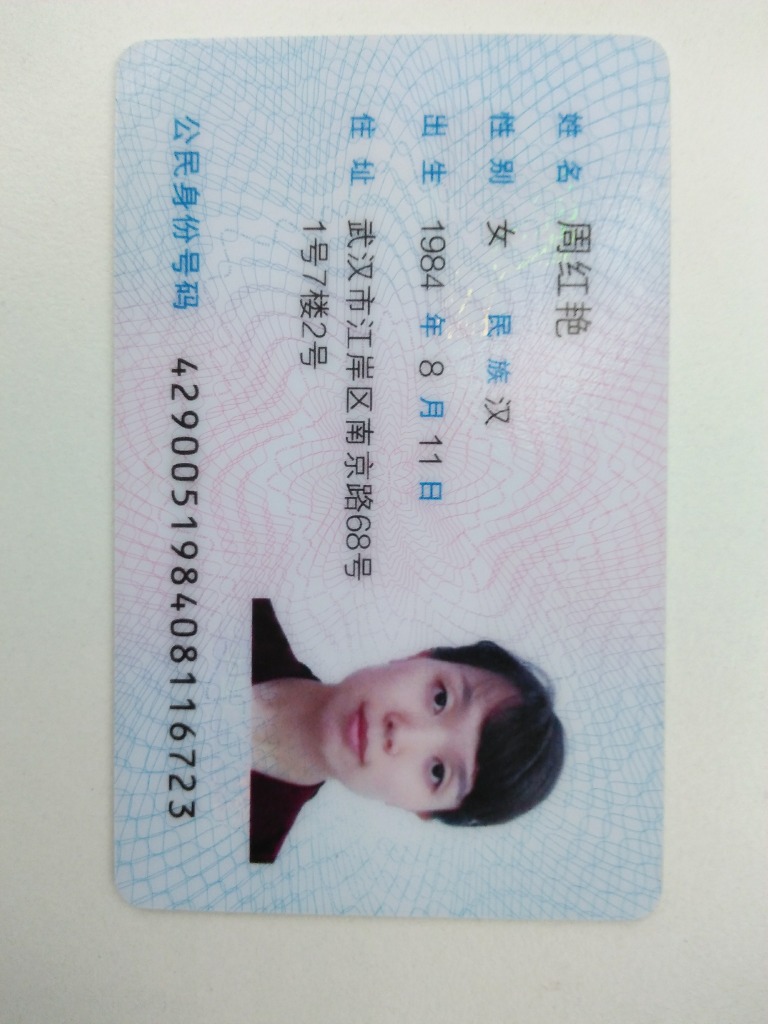 姓名 周红艳
性别 女 民族 汉
出生 1984 年 8 月 11 日
住址 武汉市江岸区南京路68号
1号7楼2号
公民身份号码 429005198408116723